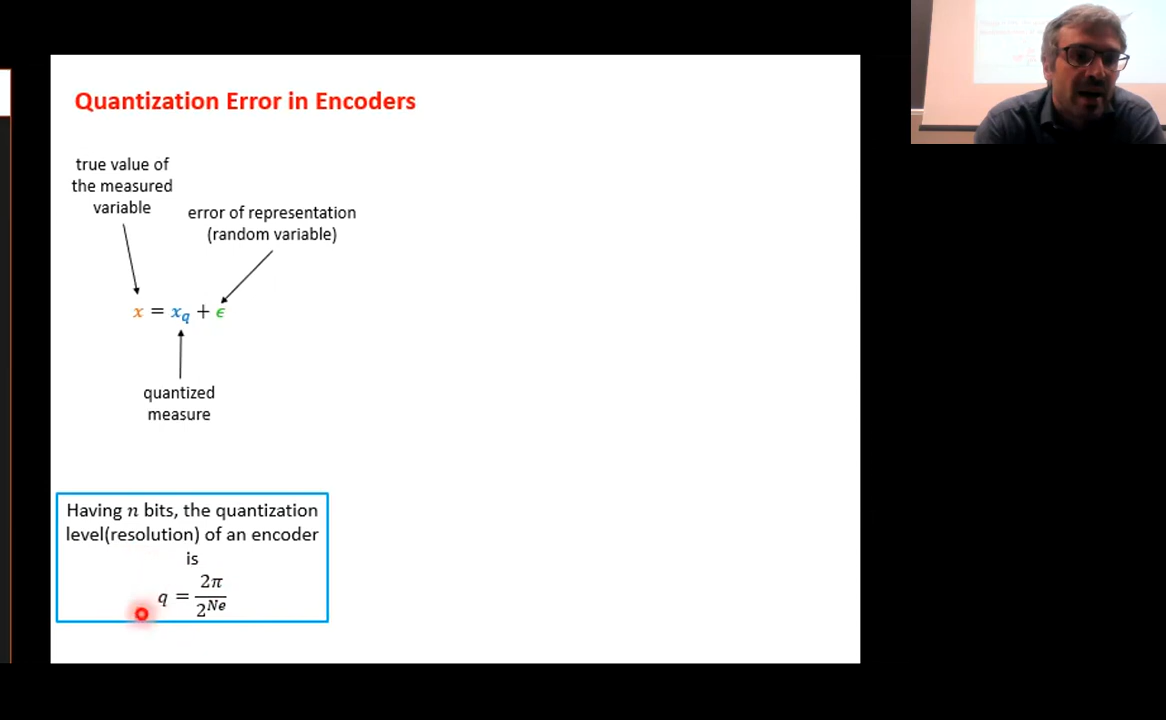 Quantization Error in Encoders
true value of
the measured
variable
error of representation
(random variable)
x = x_q + ϵ
quantized
measure
Having n bits, the quantization
level(resolution) of an encoder
is
q = 2π / 2^Ne